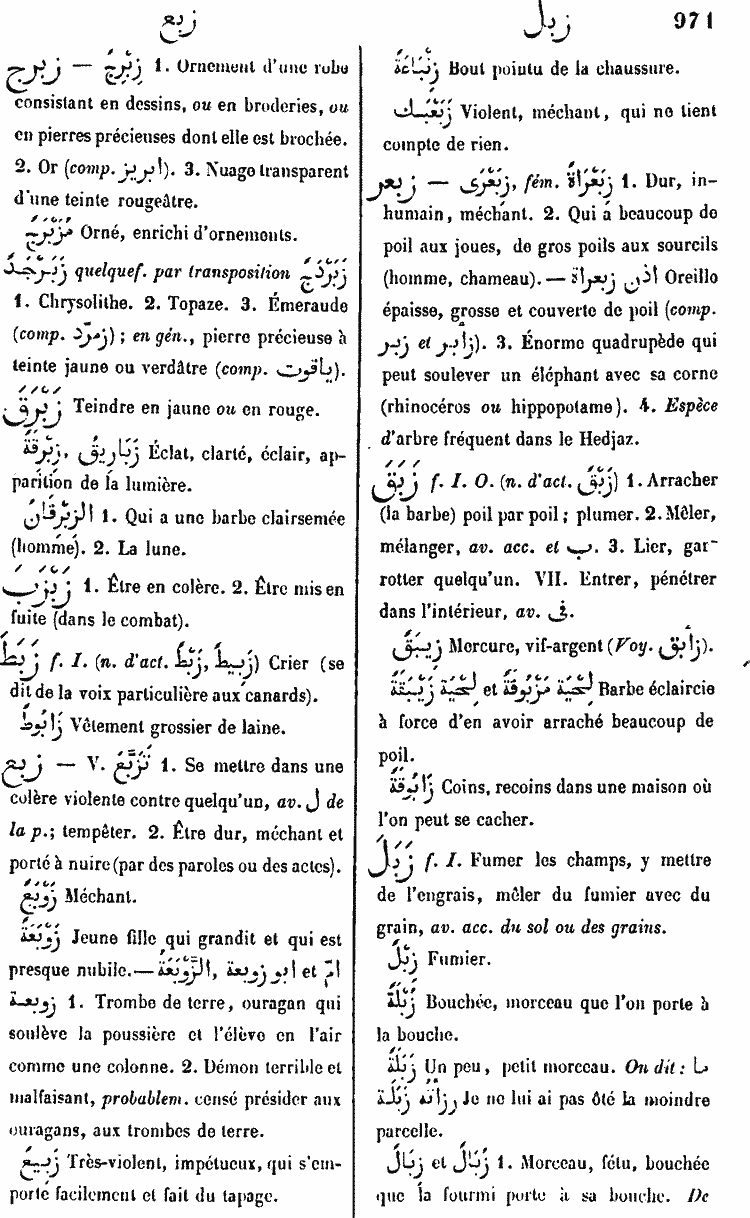 زبع
زبل
971
زبرج — زِبْرِجٌ 1. Ornement d'une robe
consistant en dessins, ou en broderies, ou
en pierres précieuses dont elle est brochée.
2. Or (comp. ابريز). 3. Nuage transparent
d'une teinte rougeâtre.
مُزَبْرَجٌ Orné, enrichi d'ornements.
زَبَرْجَدٌ quelquef. par transposition زَبَرْدَجٌ
1. Chrysolithe. 2. Topaze. 3. Émeraude
(comp. زمرّد) ; en gén., pierre précieuse à
teinte jaune ou verdâtre (comp. ياقوت).
زَبْرَقَ Teindre en jaune ou en rouge.
زِبْرِقَةٌ, زَبَارِيقُ Éclat, clarté, éclair, ap-
parition de la lumière.
الزِبْرِقَانُ 1. Qui a une barbe clairsemée
(homme). 2. La lune.
زَبْزَبَ 1. Être en colère. 2. Être mis en
fuite (dans le combat).
زَبَطَ f. I. (n. d'act. زَبْطٌ, زَبِيطٌ) Crier (se
dit de la voix particulière aux canards).
زَابُوطٌ Vêtement grossier de laine.
زبع — V. تَزَبَّعَ 1. Se mettre dans une
colère violente contre quelqu'un, av. ل de
la p.; tempêter. 2. Être dur, méchant et
porté à nuire (par des paroles ou des actes).
زَوْبَعٌ Méchant.
زَوْبَعَةٌ Jeune fille qui grandit et qui est
presque nubile.— الزَّوْبَعَةُ, ابو زوبعة et امّ
زوبعة 1. Trombe de terre, ouragan qui
soulève la poussière et l'élève en l'air
comme une colonne. 2. Démon terrible et
malfaisant, probablem. censé présider aux
ouragans, aux trombes de terre.
زَبِيعٌ Très-violent, impétueux, qui s'em-
porte facilement et fait du tapage.
زَنْبَاعَةٌ Bout pointu de la chaussure.
زَبَعْبَك Violent, méchant, qui ne tient
compte de rien.
زبعر — زَبَعْرَى, fém. زَبَعْرَاةٌ 1. Dur, in-
humain, méchant. 2. Qui a beaucoup de
poil aux joues, de gros poils aux sourcils
(homme, chameau).— اذن زبعراة Oreille
épaisse, grosse et couverte de poil (comp.
زبر et زأبر). 3. Énorme quadrupède qui
peut soulever un éléphant avec sa corne
(rhinocéros ou hippopotame). 4. Espèce
d'arbre fréquent dans le Hedjaz.
زَبَقَ f. I. O. (n. d'act. زَبْقٌ) 1. Arracher
(la barbe) poil par poil ; plumer. 2. Mêler,
mélanger, av. acc. et ب. 3. Lier, gar-
rotter quelqu'un. VII. Entrer, pénétrer
dans l'intérieur, av. فى.
زِيبَقٌ Mercure, vif-argent (Voy. زأبق).
لِحْيَة مَزْبُوقَةٌ et لِحْيَة زَبِيقَةٌ Barbe éclaircie
à force d'en avoir arraché beaucoup de
poil.
زَابُوقَةٌ Coins, recoins dans une maison où
l'on peut se cacher.
زَبَلَ f. I. Fumer les champs, y mettre
de l'engrais, mêler du fumier avec du
grain, av. acc. du sol ou des grains.
زِبْلٌ Fumier.
زُبْلَةٌ Bouchée, morceau que l'on porte à
la bouche.
زَبَلَةٌ Un peu, petit morceau. On dit : ما
رزأته زبلة Je ne lui ai pas ôté la moindre
parcelle.
زُبَالٌ et زِبَالٌ 1. Morceau, fétu, bouchée
que la fourmi porte à sa bouche. De